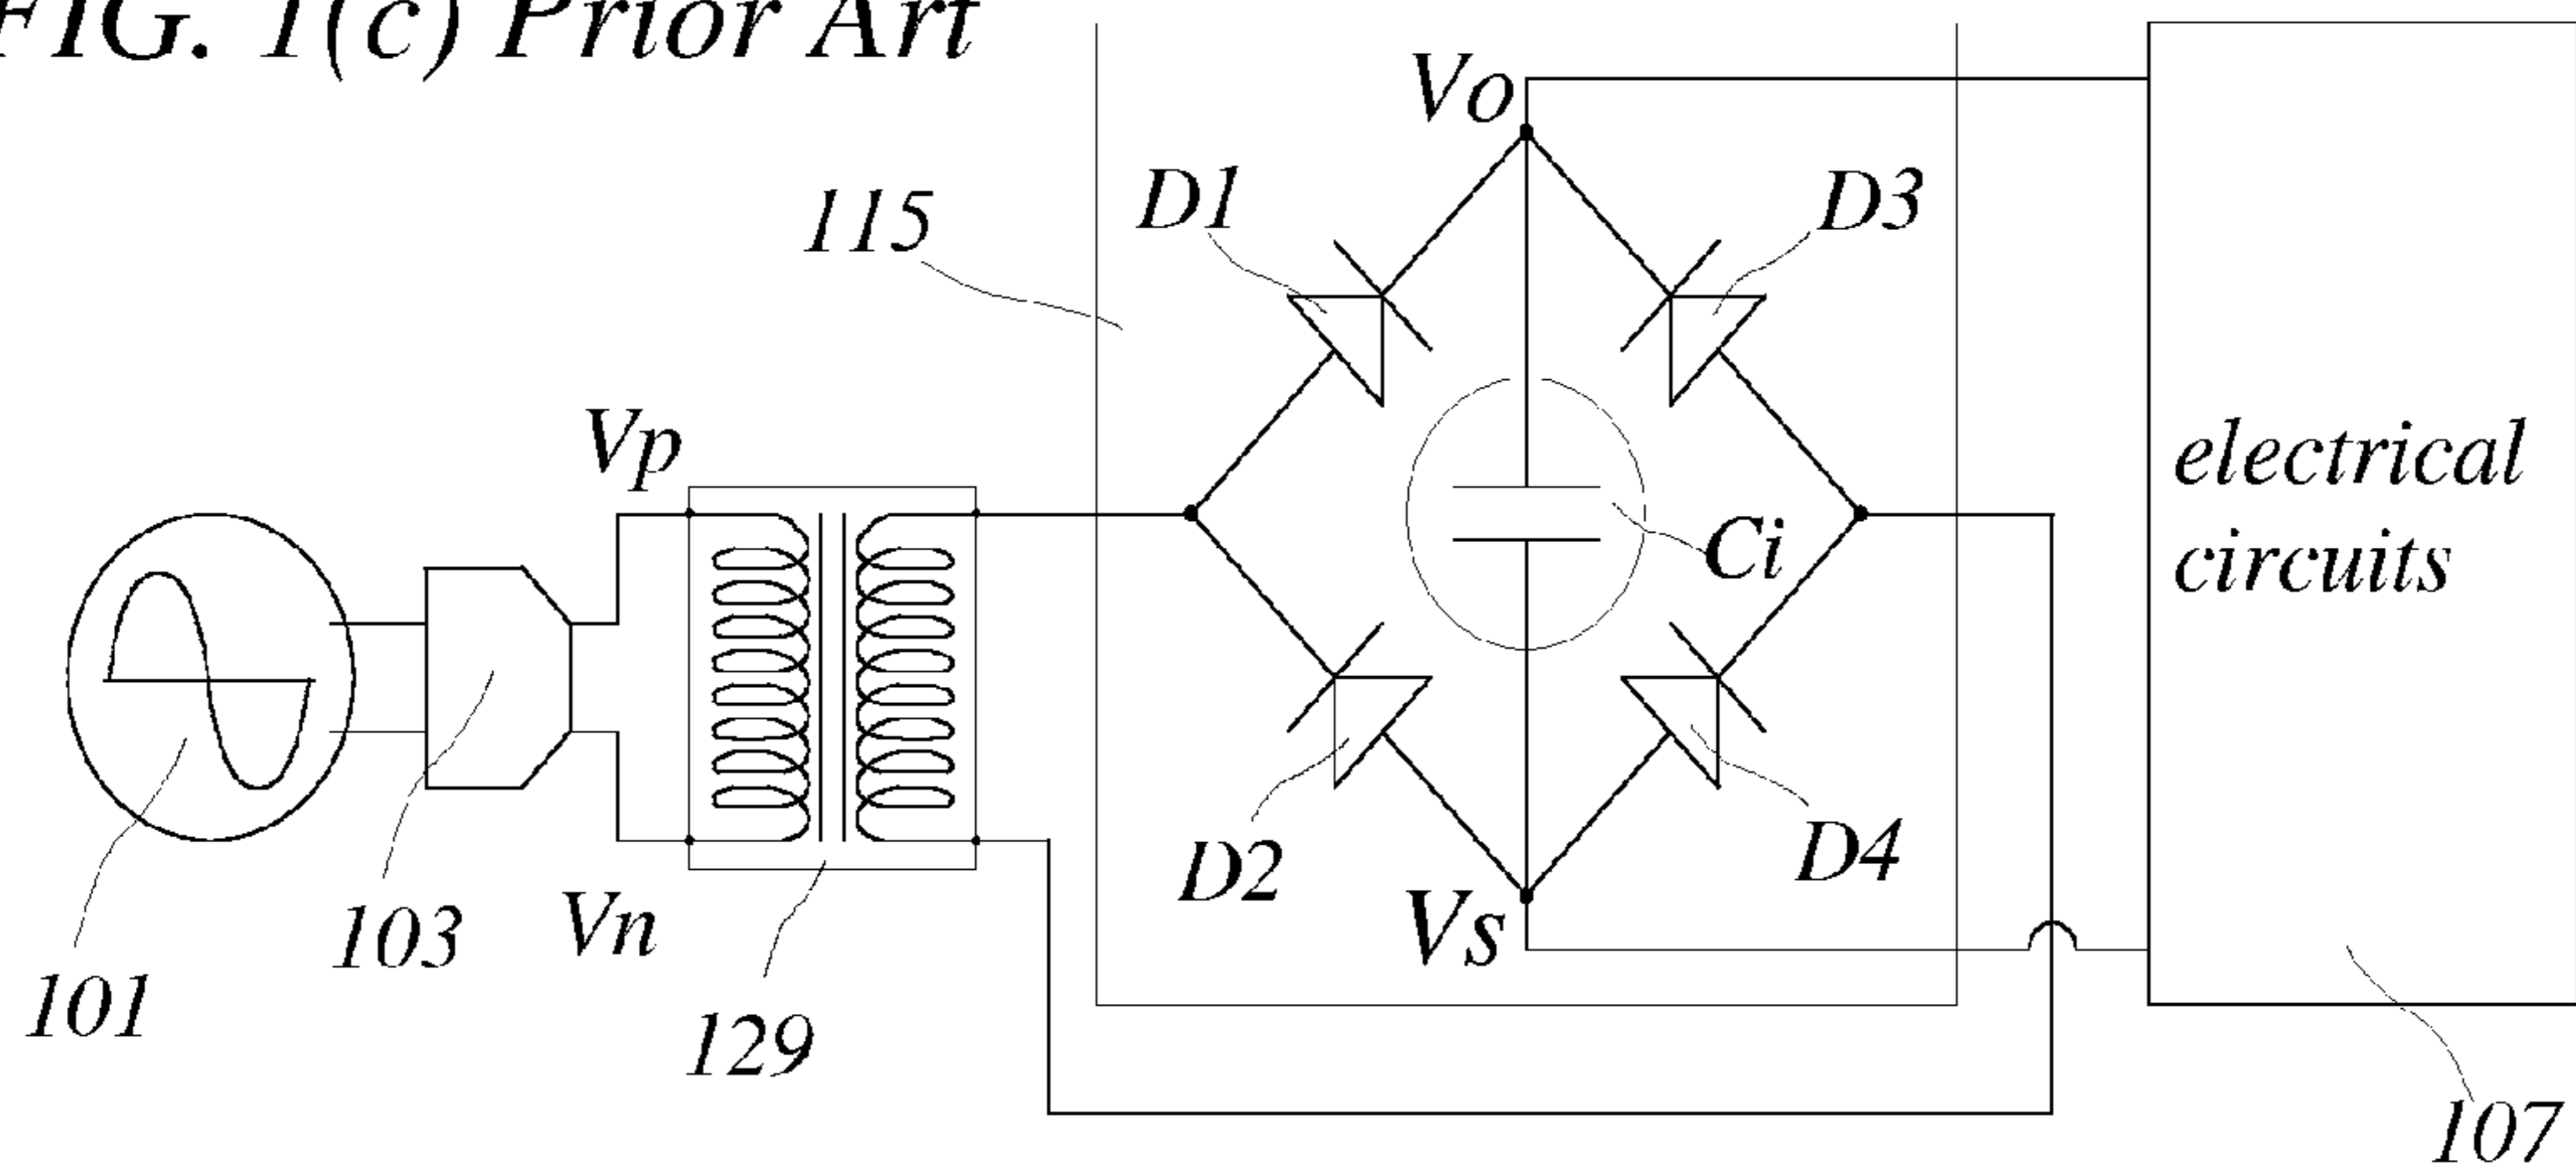 FIG. 1(c) Prior Art
Vo
D1
D3
115
Vp
electrical
circuits
Ci
D2
D4
Vs
103
Vn
101
129
107